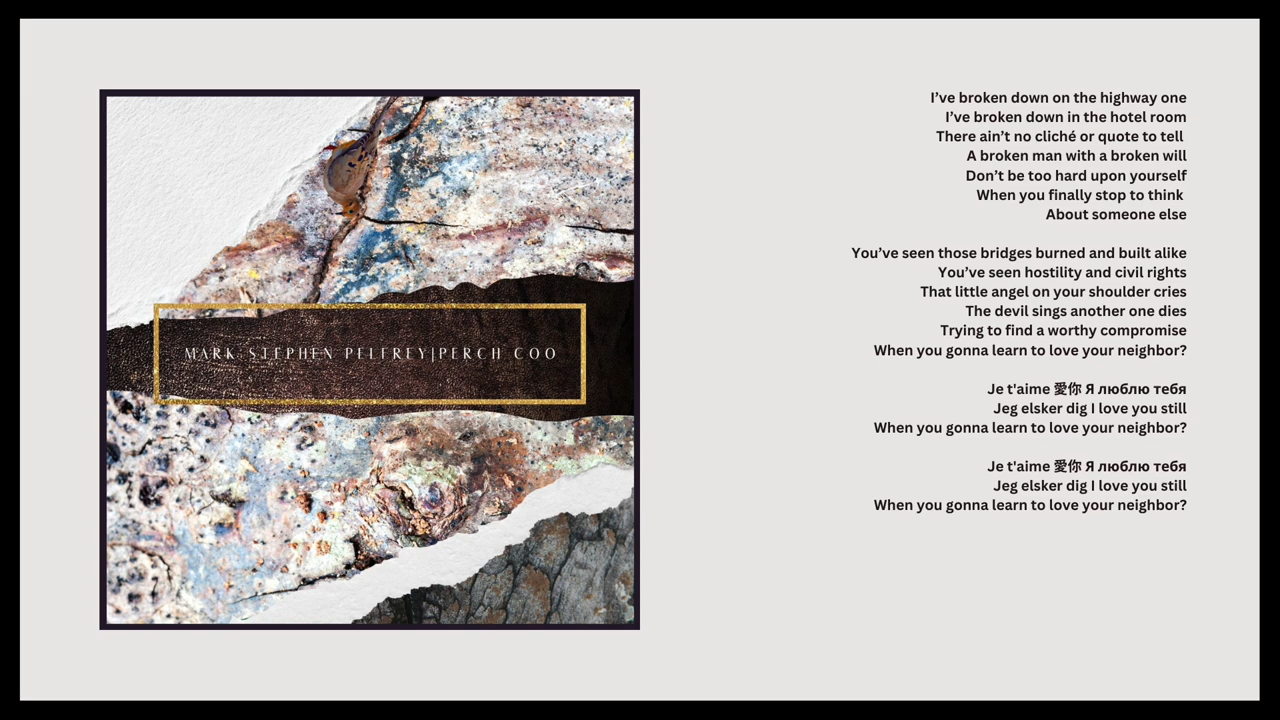 MARK STEPHEN PELFREY|PERCH COO
I’ve broken down on the highway one
I’ve broken down in the hotel room
There ain’t no cliché or quote to tell
A broken man with a broken will
Don’t be too hard upon yourself
When you finally stop to think
About someone else
You’ve seen those bridges burned and built alike
You’ve seen hostility and civil rights
That little angel on your shoulder cries
The devil sings another one dies
Trying to find a worthy compromise
When you gonna learn to love your neighbor?
Je t'aime 愛你 Я люблю тебя
Jeg elsker dig I love you still
When you gonna learn to love your neighbor?
Je t'aime 愛你 Я люблю тебя
Jeg elsker dig I love you still
When you gonna learn to love your neighbor?